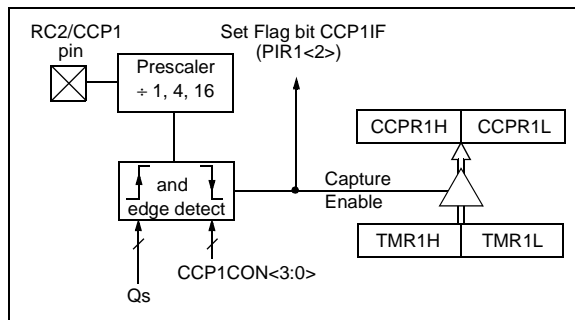 RC2/CCP1
pin
Prescaler
÷ 1, 4, 16
Set Flag bit CCP1IF
(PIR1<2>)
CCPR1H
CCPR1L
and
edge detect
Capture
Enable
TMR1H
TMR1L
CCP1CON<3:0>
Qs